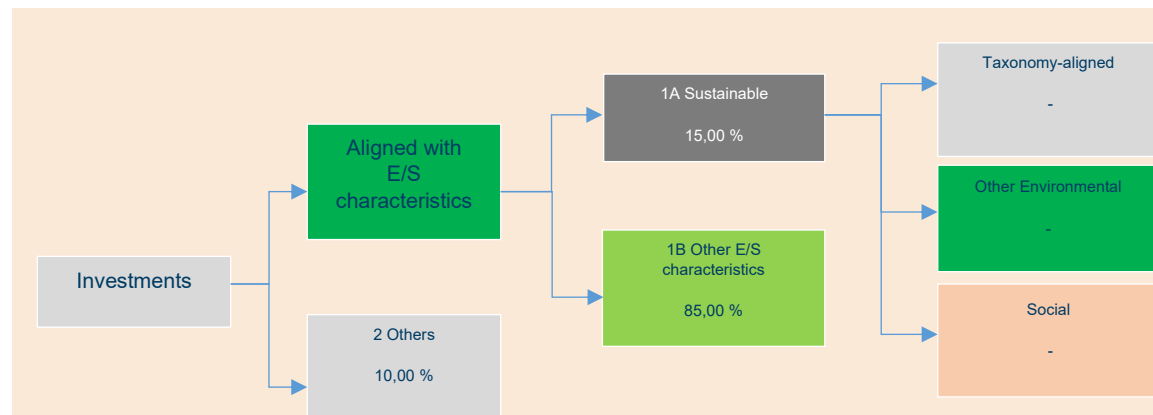 Investments
Aligned with
E/S
characteristics
2 Others
10,00 %
1A Sustainable
15,00 %
1B Other E/S
characteristics
85,00 %
Taxonomy-aligned
-
Other Environmental
-
Social
-